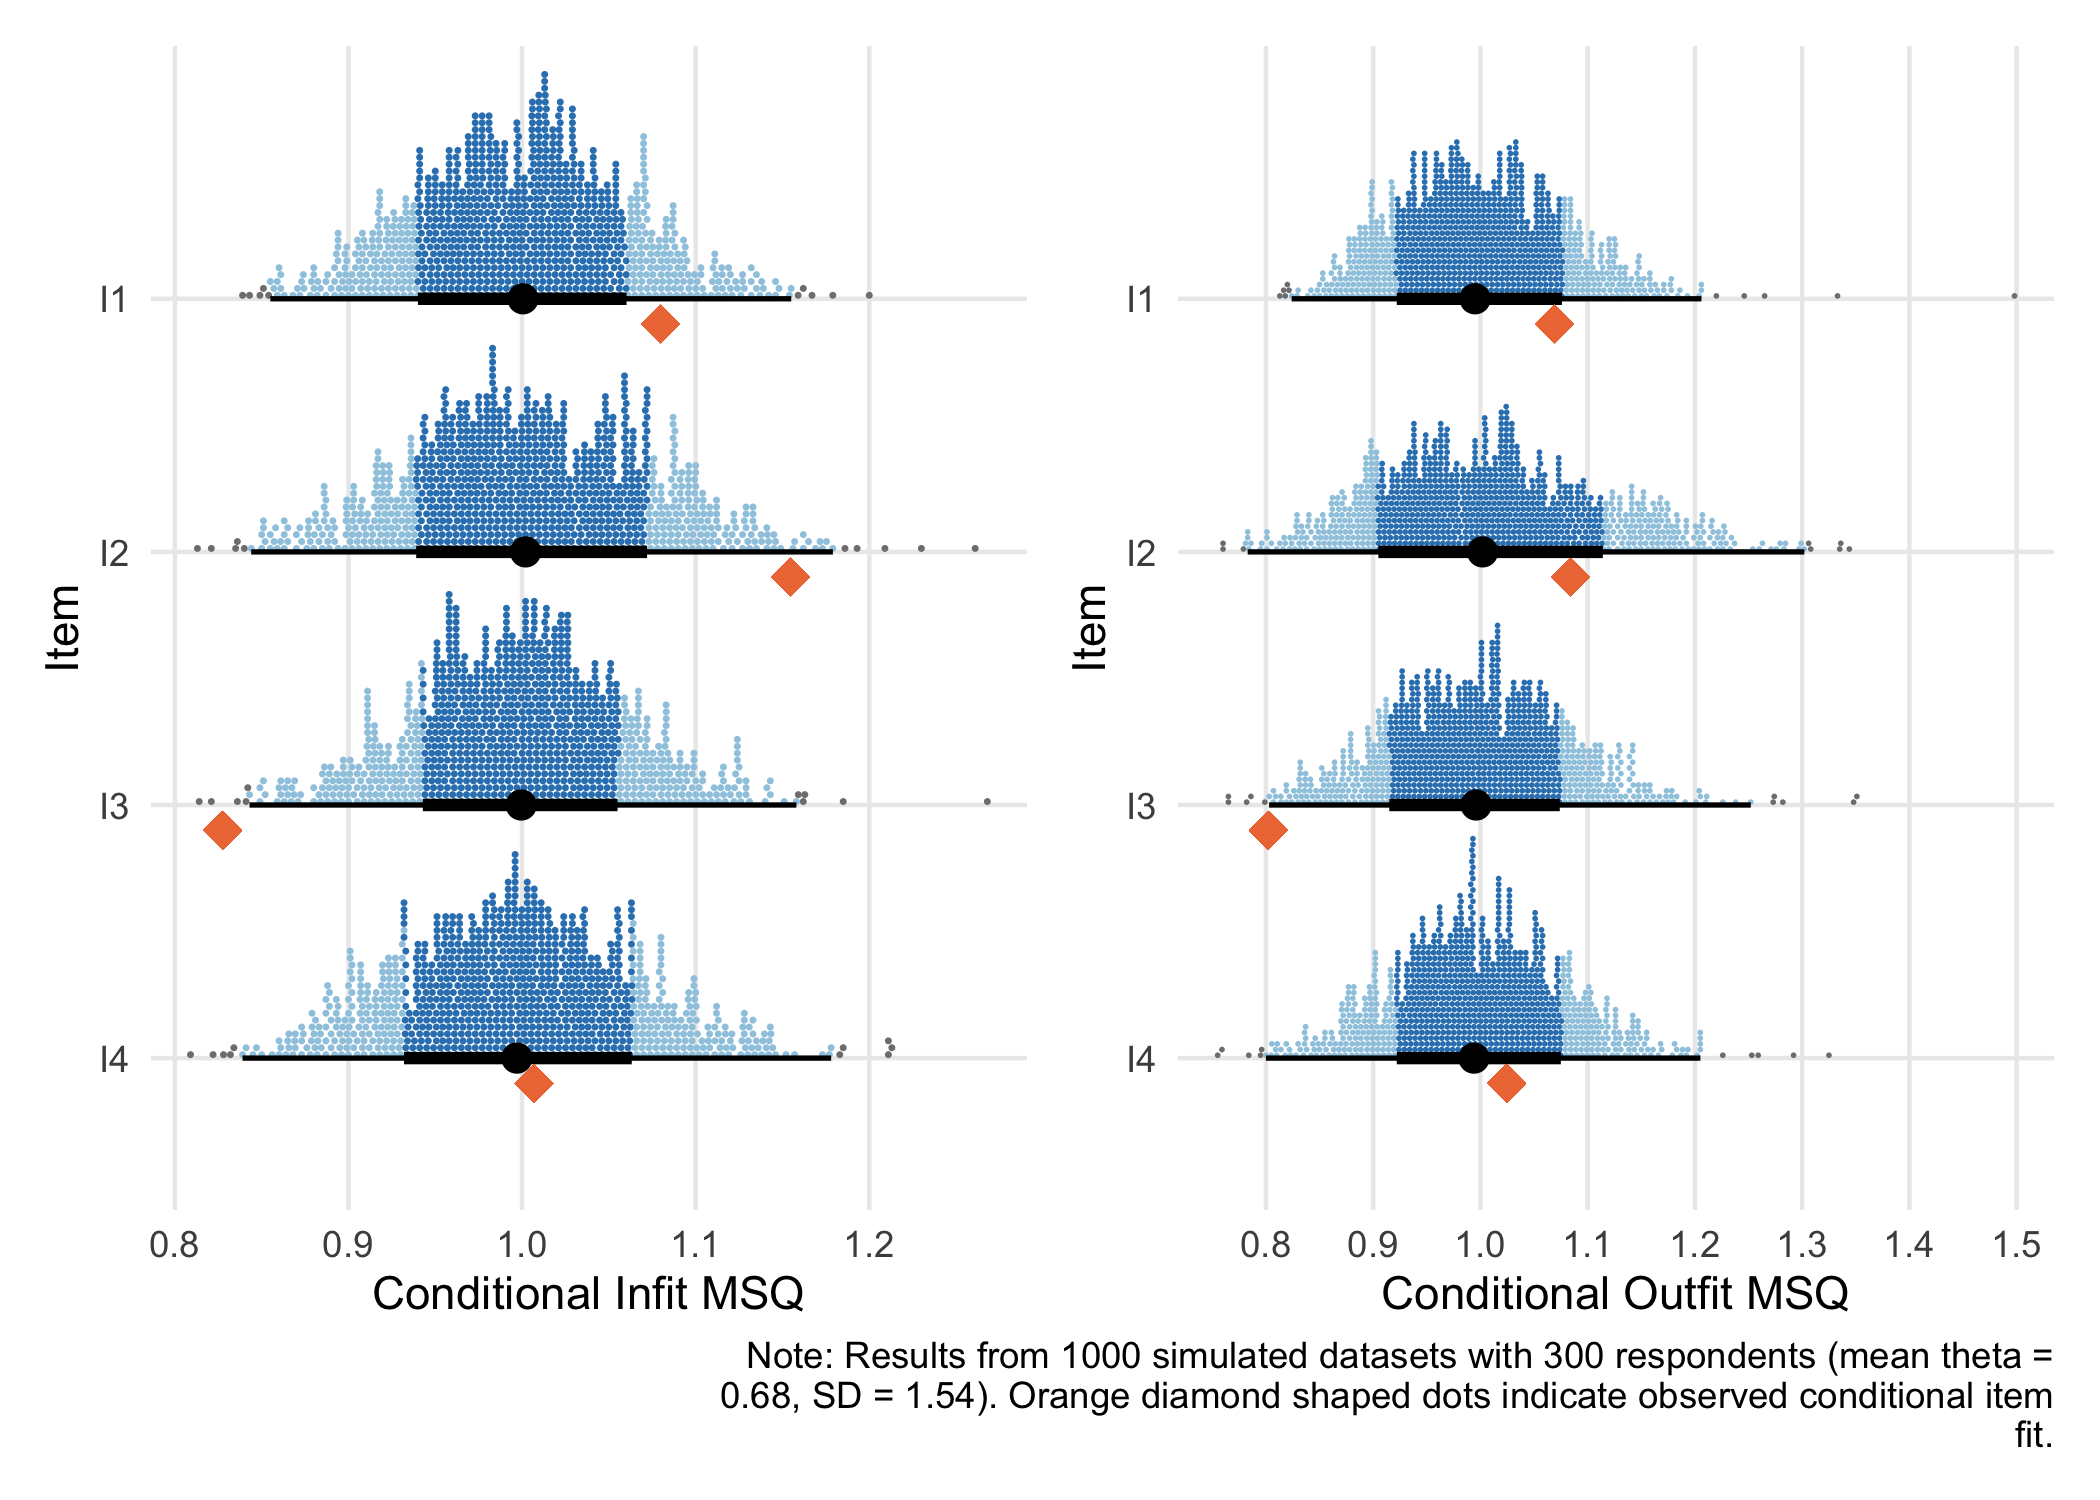 Item
I1
I2
I3
I4
0.8 0.9 1.0 1.1 1.2
Conditional Infit MSQ
Item
I1
I2
I3
I4
0.8 0.9 1.0 1.1 1.2 1.3 1.4 1.5
Conditional Outfit MSQ
Note: Results from 1000 simulated datasets with 300 respondents (mean theta =
0.68, SD = 1.54). Orange diamond shaped dots indicate observed conditional item
fit.